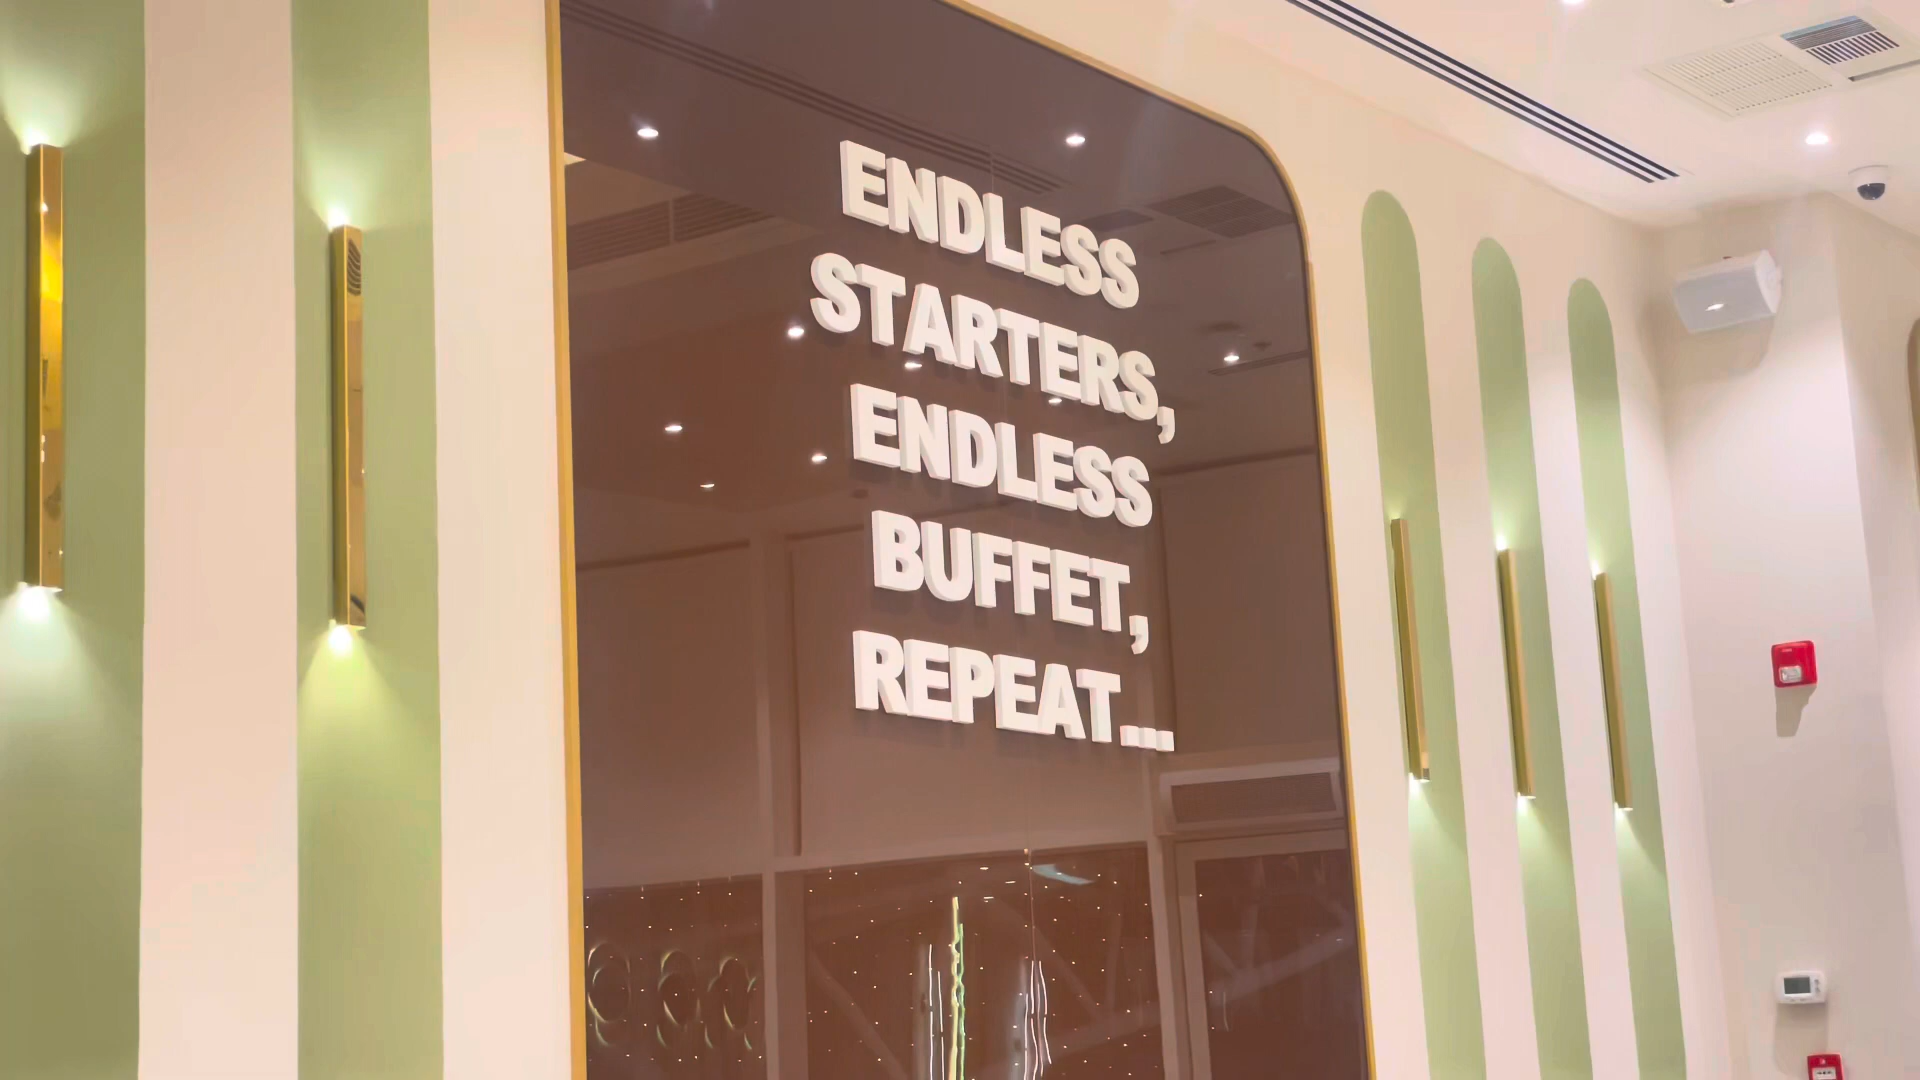 ENDLESS
STARTERS,
ENDLESS
BUFFET,
REPEAT...